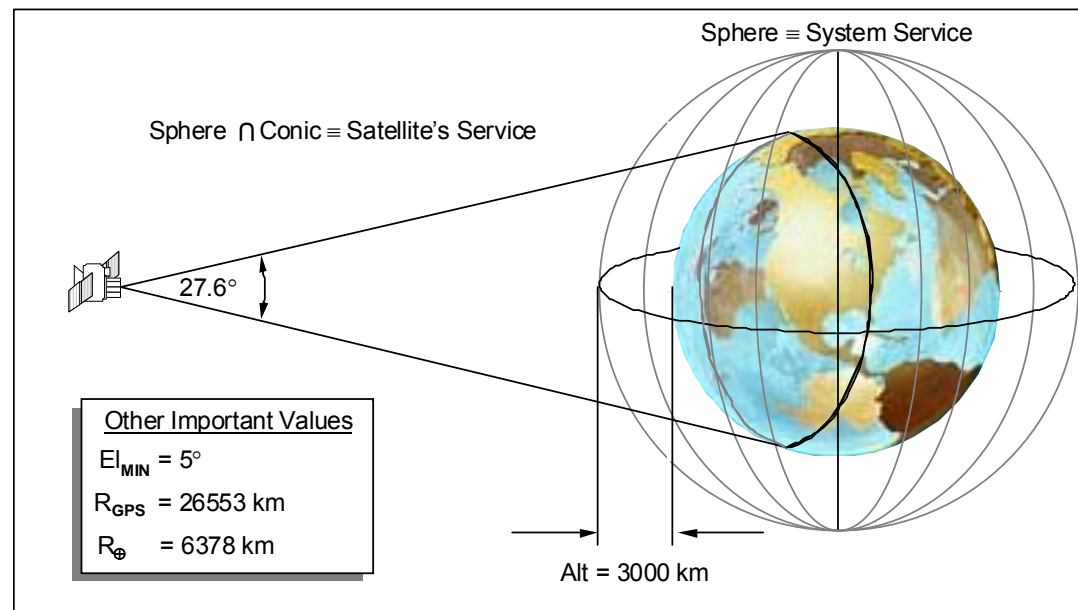 Sphere ≡ System Service
Sphere ∩ Conic ≡ Satellite's Service
27.6°
Other Important Values
El_MIN = 5°
R_GPS = 26553 km
R_⊕ = 6378 km
Alt = 3000 km